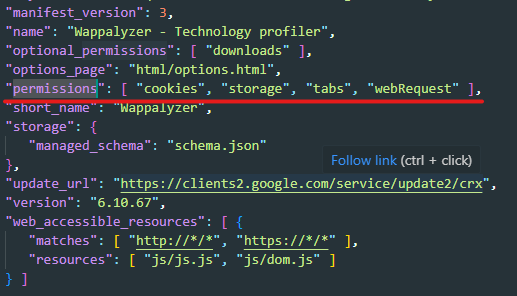 "manifest_version": 3,
"name": "Wappalyzer - Technology profiler",
"optional_permissions": [ "downloads" ],
"options_page": "html/options.html",
"permissions": [ "cookies", "storage", "tabs", "webRequest" ],
"short_name": "Wappalyzer",
"storage": {
"managed_schema": "schema.json"
},
Follow link (ctrl + click)
"update_url": "https://clients2.google.com/service/update2/crx",
"version": "6.10.67",
"web_accessible_resources": [ {
"matches": [ "http://*/*", "https://*/*" ],
"resources": [ "js/js.js", "js/dom.js" ]
} ]